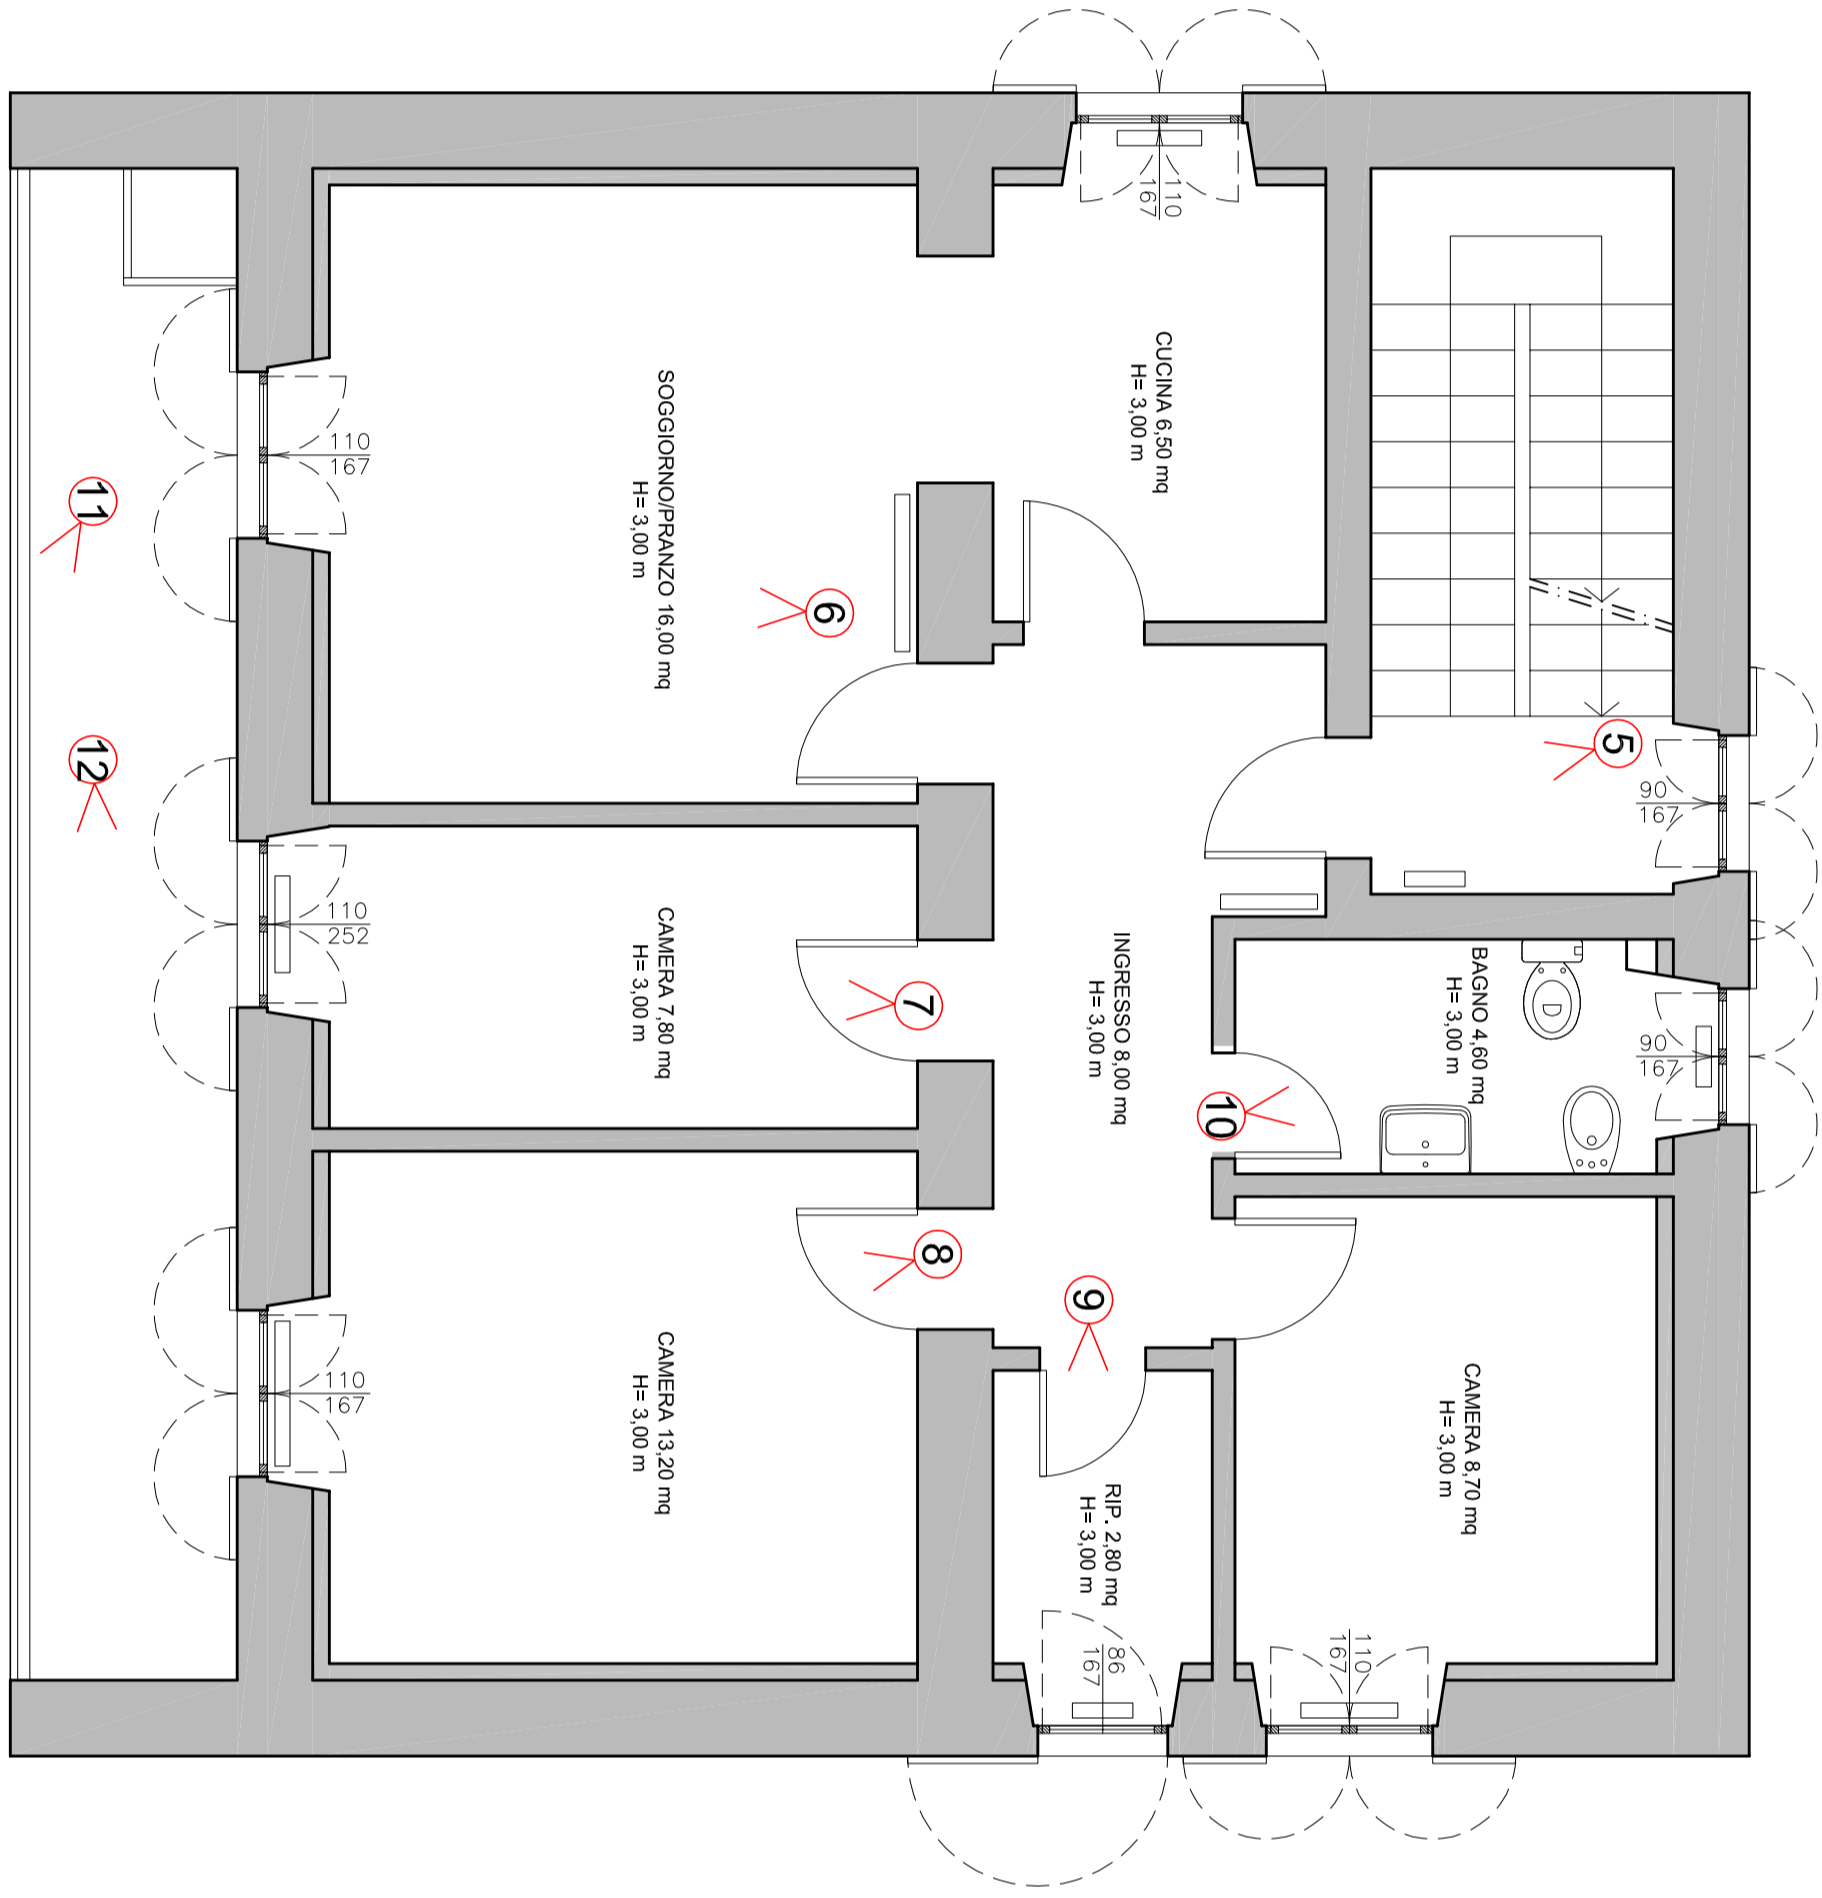 110
167
CUCINA 6,50 mq
H= 3,00 m
SOGGIORNO/PRANZO 16,00 mq
H= 3,00 m
110
167
11
6
12
5
90
167
CAMERA 7,80 mq
H= 3,00 m
110
252
7
INGRESSO 8,00 mq
H= 3,00 m
BAGNO 4,60 mq
H= 3,00 m
90
167
10
8
9
CAMERA 13,20 mq
H= 3,00 m
110
167
CAMERA 8,70 mq
H= 3,00 m
RIP. 2,80 mq
H= 3,00 m
86
167
110
167